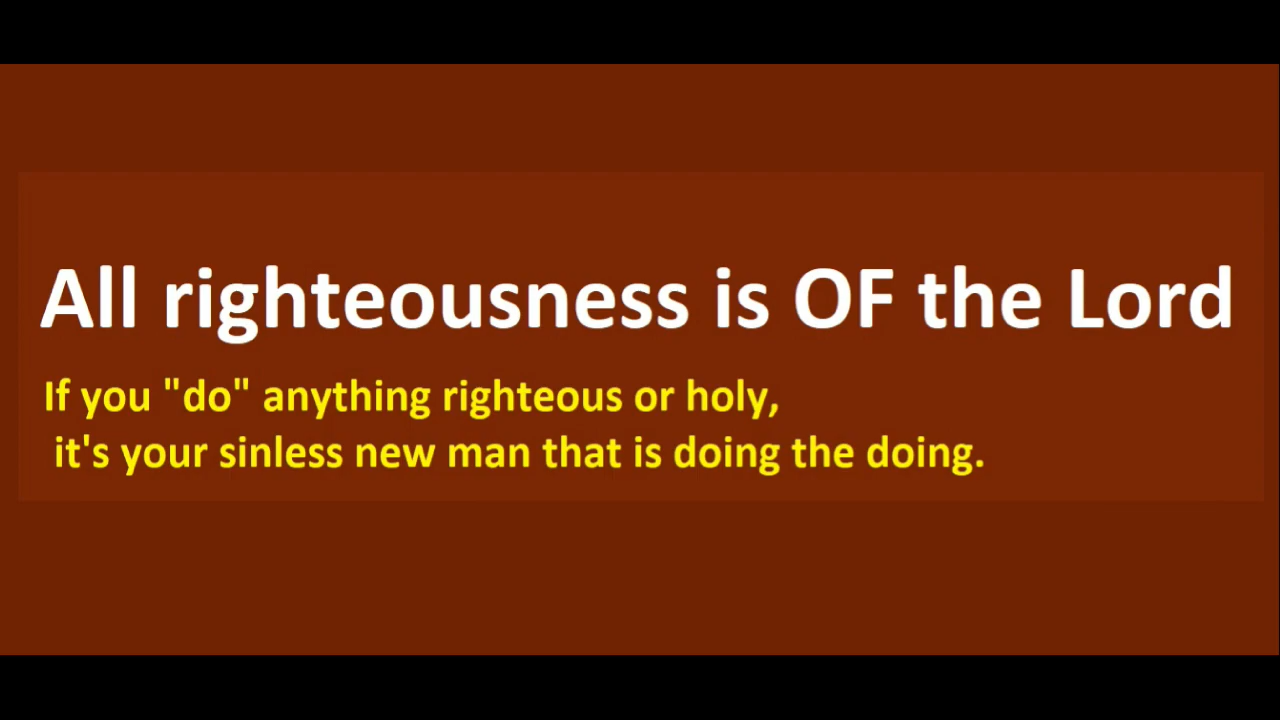 All righteousness is OF the Lord
If you "do" anything righteous or holy,
it's your sinless new man that is doing the doing.